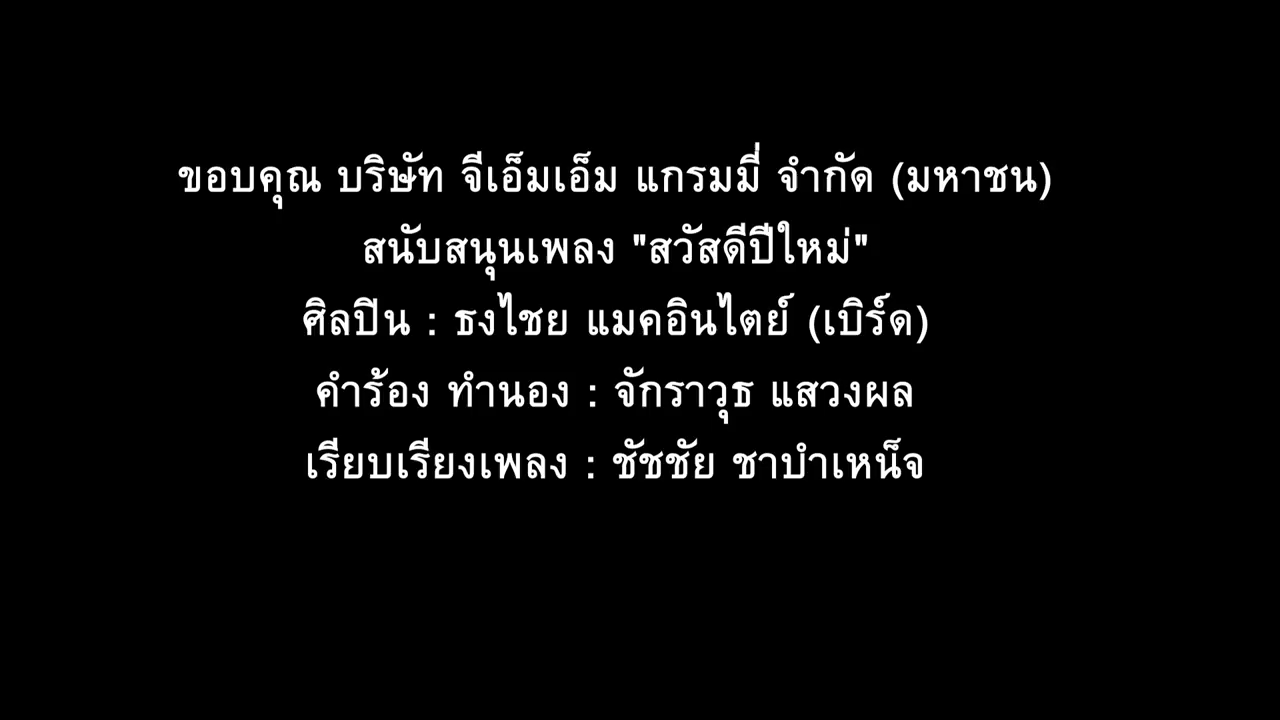 ขอบคุณ บริษัท จีเอ็มเอ็ม แกรมมี่ จำกัด (มหาชน)
สนับสนุนเพลง "สวัสดีปีใหม่"
ศิลปิน : ธงไชย แมคอินไตย์ (เบิร์ด)
คำร้อง ทำนอง : จักราวุธ แสวงผล
เรียบเรียงเพลง : ชัชชัย ชาบำเหน็จ